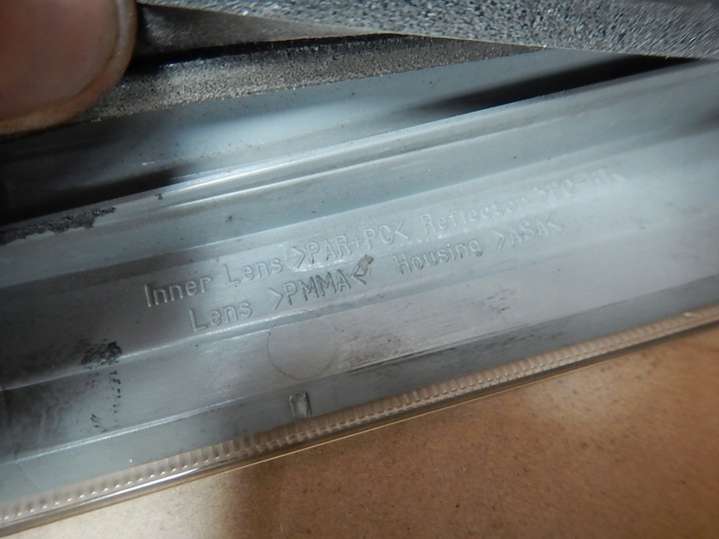 Inner Lens >PAR+PC< Reflector
Lens >PMMA< Housing >ASA<